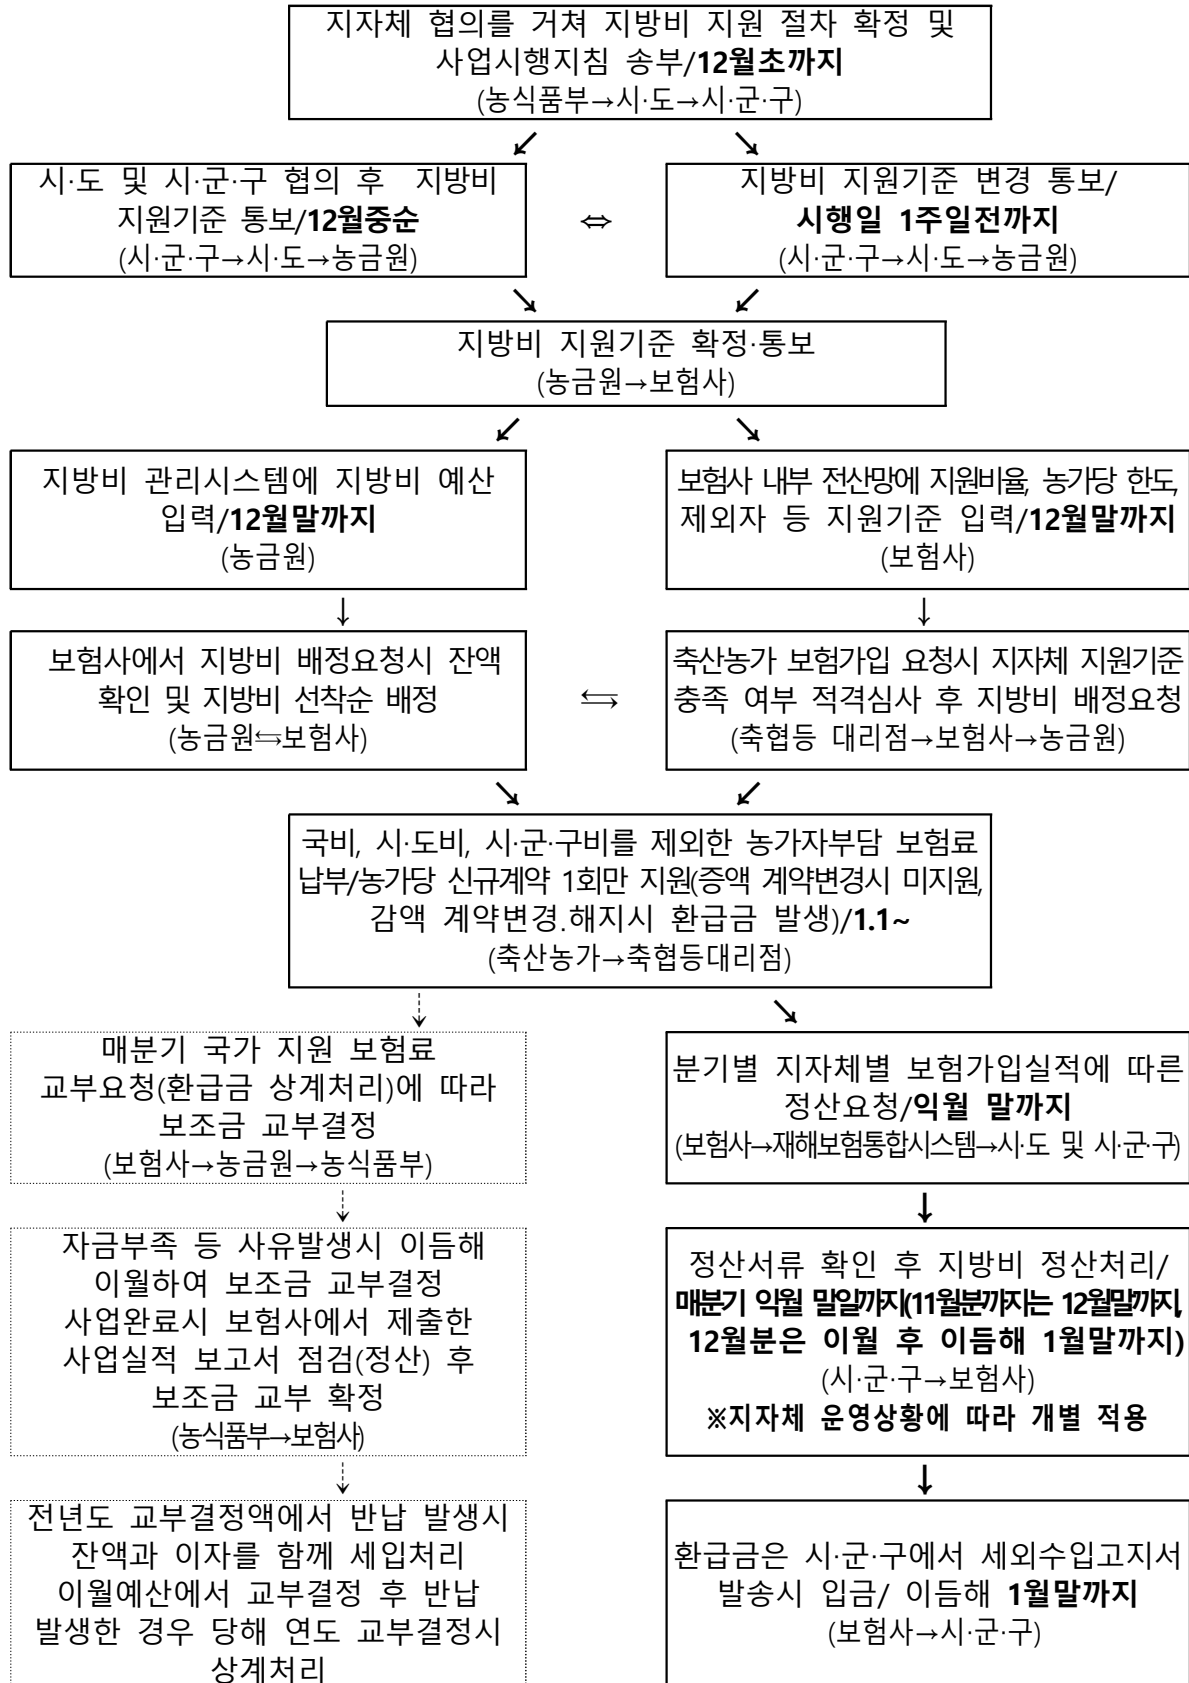 지자체 협의를 거쳐 지방비 지원 절차 확정 및
사업시행지침 송부/12월초까지
(농식품부→시·도→시·군·구)
↙ ↘
시·도 및 시·군·구 협의 후 지방비
지원기준 통보/12월중순
(시·군·구→시·도→농금원)
⇔
지방비 지원기준 변경 통보/
시행일 1주일전까지
(시·군·구→시·도→농금원)
↘ ↙
지방비 지원기준 확정·통보
(농금원→보험사)
↙ ↘
지방비 관리시스템에 지방비 예산
입력/12월말까지
(농금원)
보험사 내부 전산망에 지원비율, 농가당 한도,
제외자 등 지원기준 입력/12월말까지
(보험사)
↓ ↓
보험사에서 지방비 배정요청시 잔액
확인 및 지방비 선착순 배정
(농금원⇆보험사)
⇆
축산농가 보험가입 요청시 지자체 지원기준
충족 여부 적격심사 후 지방비 배정요청
(축협등 대리점→보험사→농금원)
↘ ↙
국비, 시·도비, 시·군·구비를 제외한 농가자부담 보험료
납부/농가당 신규계약 1회만 지원(증액 계약변경시 미지원,
감액 계약변경.해지시 환급금 발생)/1.1~
(축산농가→축협등대리점)
↘
매분기 국가 지원 보험료
교부요청(환급금 상계처리)에 따라
보조금 교부결정
(보험사→농금원→농식품부)
분기별 지자체별 보험가입실적에 따른
정산요청/익월 말까지
(보험사→재해보험통합시스템→시·도 및 시·군·구)
↓
자금부족 등 사유발생시 이듬해
이월하여 보조금 교부결정
사업완료시 보험사에서 제출한
사업실적 보고서 점검(정산) 후
보조금 교부 확정
(농식품부→보험사)
정산서류 확인 후 지방비 정산처리/
매분기 익월 말일까지(11월분까지는 12월말까지,
12월분은 이월 후 이듬해 1월말까지)
(시·군·구→보험사)
※지자체 운영상황에 따라 개별 적용
↓
전년도 교부결정액에서 반납 발생시
잔액과 이자를 함께 세입처리
이월예산에서 교부결정 후 반납
발생한 경우 당해 연도 교부결정시
상계처리
환급금은 시·군·구에서 세외수입고지서
발송시 입금/ 이듬해 1월말까지
(보험사→시·군·구)